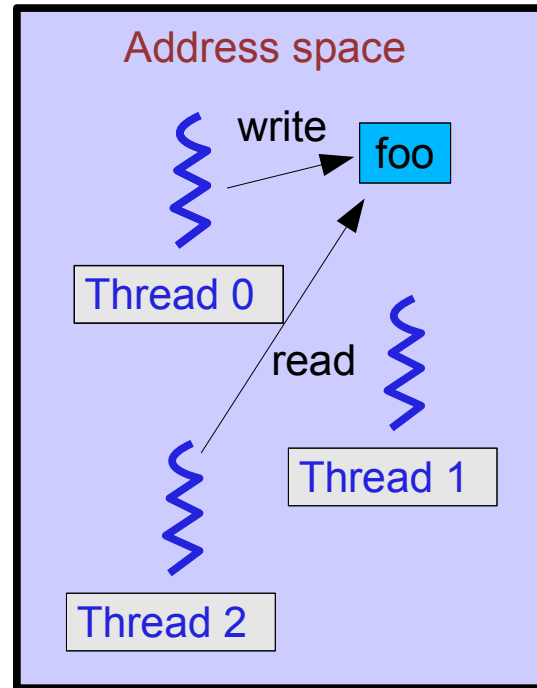 Address space
write
foo
Thread 0
read
Thread 1
Thread 2